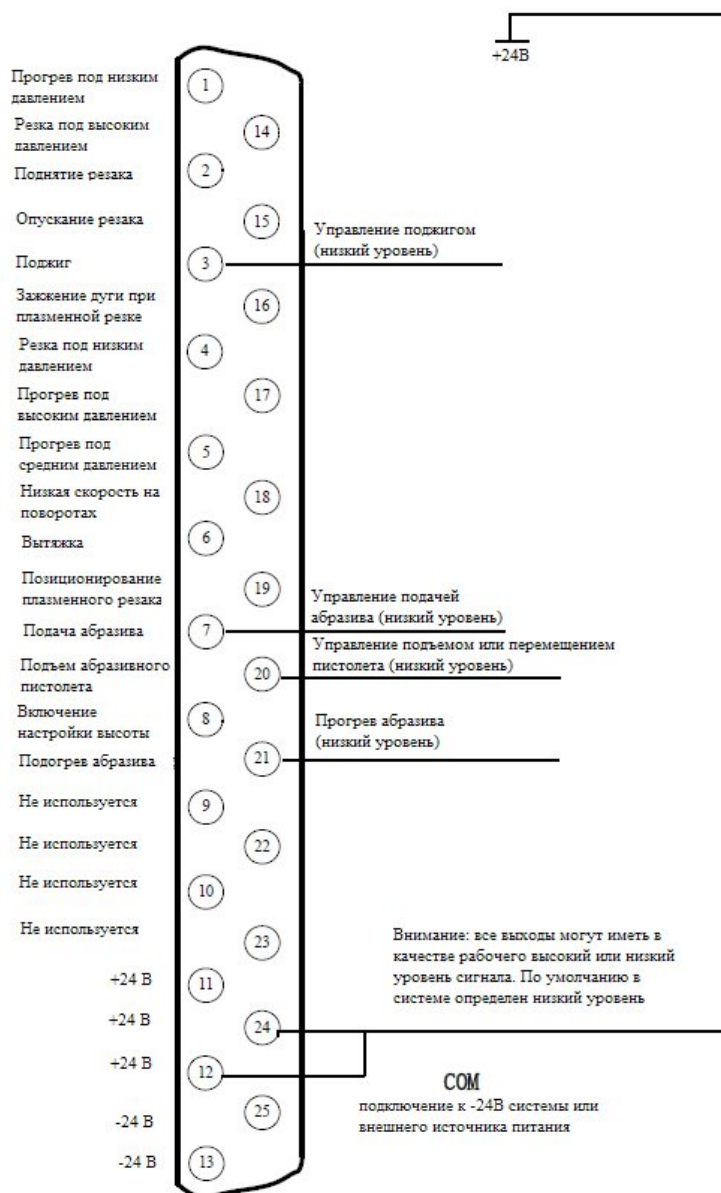 +24В
Прогрев под низким
давлением
1
Резка под высоким
давлением
14
Поднятие резака
2
Опускание резака
15
Управление поджигом
(низкий уровень)
Поджиг
3
Зажжение дуги при
плазменной резке
16
Резка под низким
давлением
4
Прогрев под
высоким давлением
17
Прогрев под
средним давлением
5
Низкая скорость на
поворотах
18
Вытяжка
6
Позиционирование
плазменного резака
19
Управление подачей
абразива (низкий уровень)
Подача абразива
7
Управление подъемом или перемещением
пистолета (низкий уровень)
Подъем абразивного
пистолета
20
Включение
настройки высоты
8
Прогрев абразива
(низкий уровень)
Подогрев абразива
21
Не используется
9
Не используется
22
Не используется
10
Не используется
23
Внимание: все выходы могут иметь в
качестве рабочего высокий или низкий
уровень сигнала. По умолчанию в
системе определен низкий уровень
+24 В
11
+24 В
24
+24 В
12
COM
подключение к -24В системы или
внешнего источника питания
-24 В
25
-24 В
13